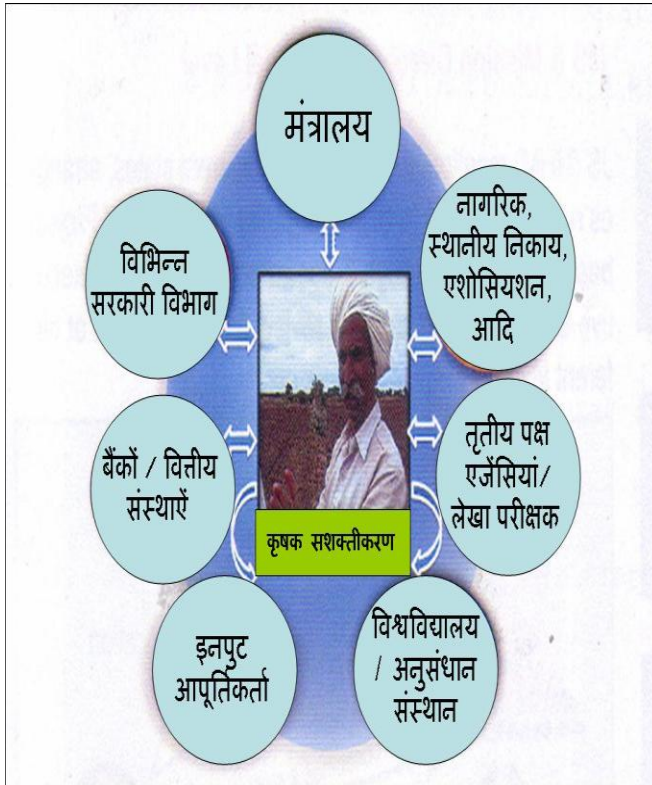 मंत्रालय
विभिन्न
सरकारी विभाग
नागरिक,
स्थानीय निकाय,
एशोसियशन,
आदि
बैंकों / वित्तीय
संस्थाऐं
तृतीय पक्ष
एजेंसियां/
लेखा परीक्षक
कृषक सशक्तीकरण
इनपुट
आपूर्तिकर्ता
विश्वविद्यालय
/ अनुसंधान
संस्थान